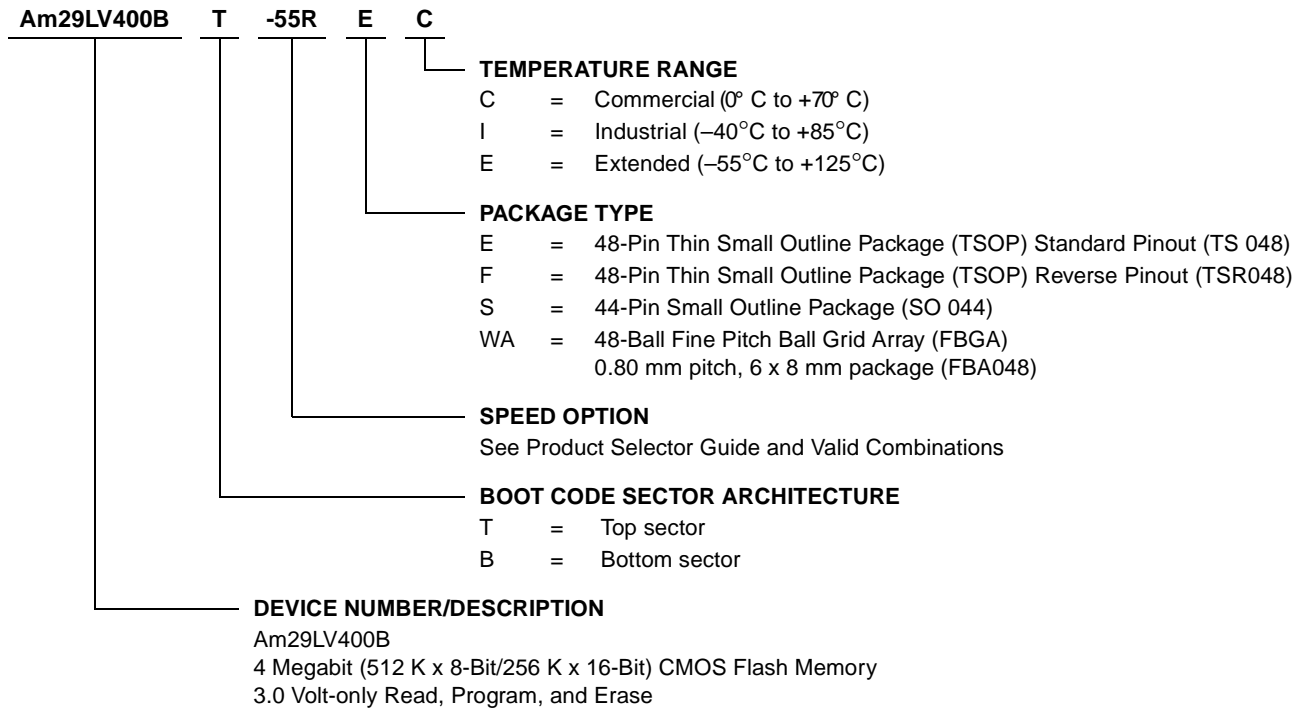 Am29LV400B T -55R E C
TEMPERATURE RANGE
C = Commercial (0° C to +70° C)
I = Industrial (–40°C to +85°C)
E = Extended (–55°C to +125°C)
PACKAGE TYPE
E = 48-Pin Thin Small Outline Package (TSOP) Standard Pinout (TS 048)
F = 48-Pin Thin Small Outline Package (TSOP) Reverse Pinout (TSR048)
S = 44-Pin Small Outline Package (SO 044)
WA = 48-Ball Fine Pitch Ball Grid Array (FBGA)
0.80 mm pitch, 6 x 8 mm package (FBA048)
SPEED OPTION
See Product Selector Guide and Valid Combinations
BOOT CODE SECTOR ARCHITECTURE
T = Top sector
B = Bottom sector
DEVICE NUMBER/DESCRIPTION
Am29LV400B
4 Megabit (512 K x 8-Bit/256 K x 16-Bit) CMOS Flash Memory
3.0 Volt-only Read, Program, and Erase